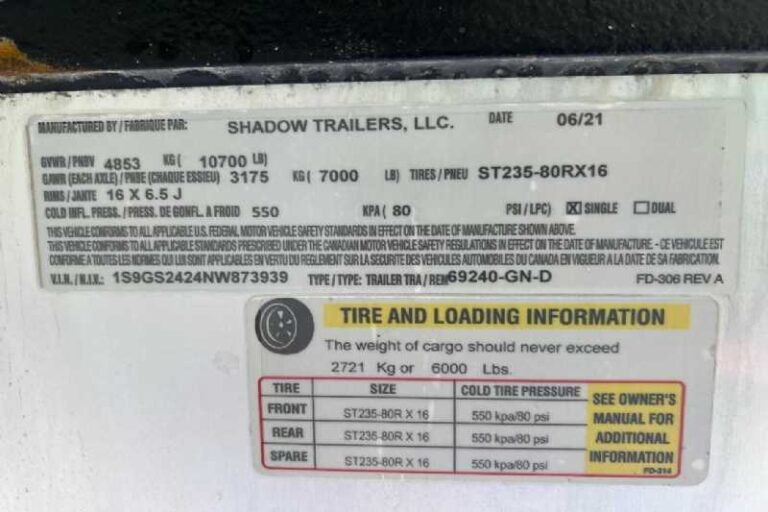 MANUFACTURED BY / FABRIQUE PAR: SHADOW TRAILERS, LLC. DATE 06/21
GVWR / PNBV 4853 KG ( 10700 LB)
GAWR (EACH AXLE) / PNBE (CHAQUE ESSIEU) 3175 KG ( 7000 LB) TIRES / PNEU ST235-80RX16
RIMS / JANTE 16 X 6.5 J
COLD INFL. PRESS. / PRESS. DE GONFL. A FROID 550 KPA ( 80 PSI / LPC) SINGLE DUAL
THIS VEHICLE CONFORMS TO ALL APPLICABLE U.S. FEDERAL MOTOR VEHICLE SAFETY STANDARDS IN EFFECT ON THE DATE OF MANUFACTURE SHOWN ABOVE.
THIS VEHICLE CONFORMS TO ALL APPLICABLE STANDARDS PRESCRIBED UNDER THE CANADIAN MOTOR VEHICLE SAFETY REGULATIONS IN EFFECT ON THE DATE OF MANUFACTURE - CE VEHICULE EST
CONFORME A TOUTES LES NORMES QUI LUI SONT APPLICABLES EN VERTU DU REGLEMENT SUR LA SECURITE DES VEHICULES AUTOMOBILES DU CANADA EN VIGUEUR A LA DATE DE SA FABRICATION.
V.I.N. / N.I.V.: 1S9GS2424NW873939 TYPE / TYPE: TRAILER TRA / REM 69240-GN-D FD-306 REV A
TIRE AND LOADING INFORMATION
The weight of cargo should never exceed
2721 Kg or 6000 Lbs.
TIRE SIZE COLD TIRE PRESSURE
FRONT ST235-80R X 16 550 kpa/80 psi
REAR ST235-80R X 16 550 kpa/80 psi
SPARE ST235-80R X 16 550 kpa/80 psi
SEE OWNER'S
MANUAL FOR
ADDITIONAL
INFORMATION
FD-314